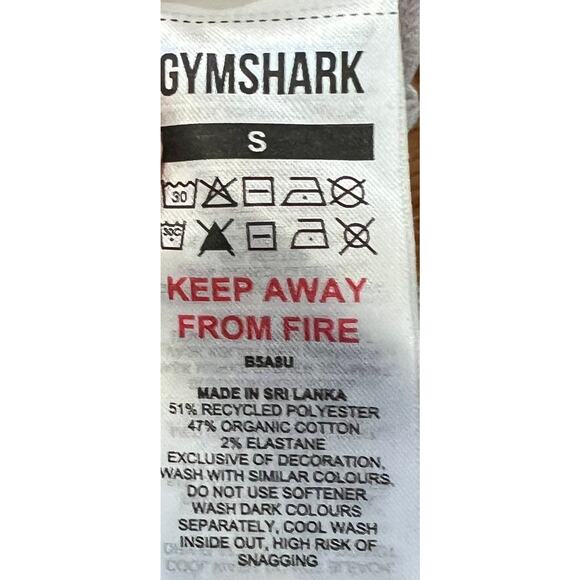 GYMSHARK
S
30
30C
KEEP AWAY
FROM FIRE
B5A8U
MADE IN SRI LANKA
51% RECYCLED POLYESTER
47% ORGANIC COTTON
2% ELASTANE
EXCLUSIVE OF DECORATION,
WASH WITH SIMILAR COLOURS,
DO NOT USE SOFTENER
WASH DARK COLOURS
SEPARATELY, COOL WASH
INSIDE OUT, HIGH RISK OF
SNAGGING